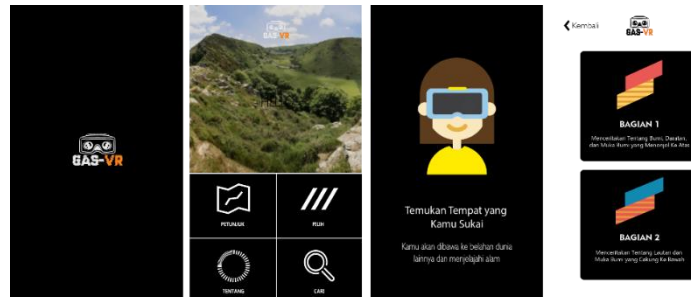 GAS-VR
GAS-VR
PETUNJUK
PILIH
TENTANG
CARI
Temukan Tempat yang
Kamu Sukai
Kamu akan dibawa ke belahan dunia
lainnya dan menjelajahi alam
Kembali
GAS-VR
BAGIAN 1
Menceritakan Tentang Bumi, Daratan
dan Muka Bumi yang Menonjol Ke Atas
BAGIAN 2
Menceritakan Tentang Lautan dan
Muka Bumi yang Cekung Ke Bawah